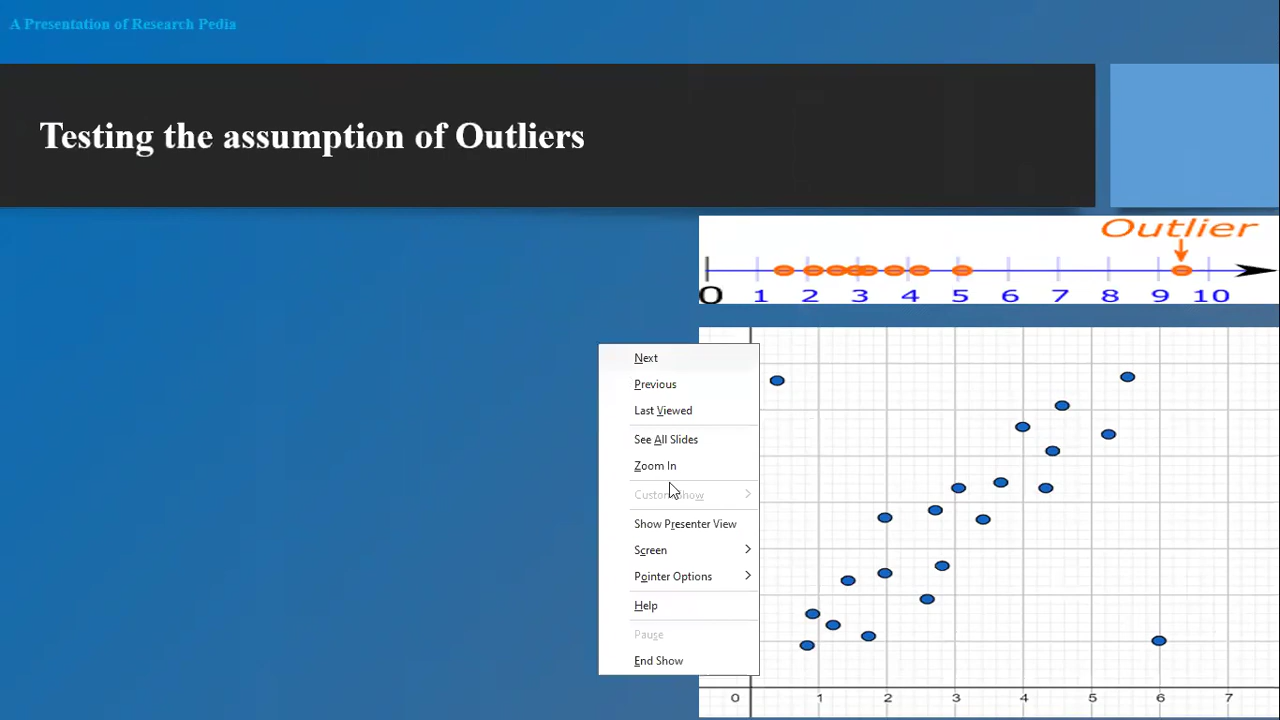 A Presentation of Research Pedia
Testing the assumption of Outliers
Outlier
0 1 2 3 4 5 6 7 8 9 10
Next
Previous
Last Viewed
See All Slides
Zoom In
Custom Show
Show Presenter View
Screen
Pointer Options
Help
Pause
End Show
0 1 2 3 4 5 6 7